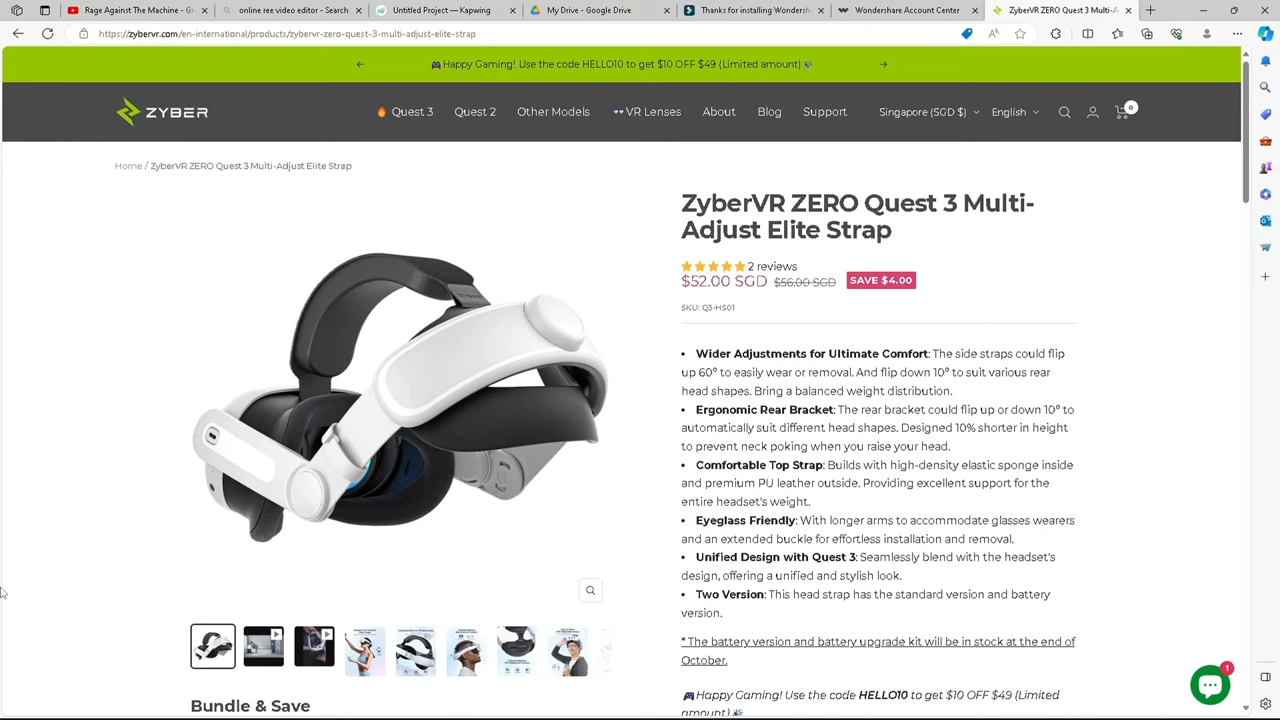 Rage Against The Machine - Gr
online ree video editor - Search
Untitled Project — Kapwing
My Drive - Google Drive
Thanks for installing Wondersh
Wondershare Account Center
ZyberVR ZERO Quest 3 Multi-A
https://zybervr.com/en-international/products/zybervr-zero-quest-3-multi-adjust-elite-strap
🎮Happy Gaming! Use the code HELLO10 to get $10 OFF $49 (Limited amount)🎉
ZYBER
🔥 Quest 3
Quest 2
Other Models
👓VR Lenses
About
Blog
Support
Singapore (SGD $)
English
0
Home / ZyberVR ZERO Quest 3 Multi-Adjust Elite Strap
ZyberVR ZERO Quest 3 Multi-
Adjust Elite Strap
2 reviews
$52.00 SGD $56.00 SGD SAVE $4.00
SKU: Q3-HS01
• Wider Adjustments for Ultimate Comfort: The side straps could flip
up 60° to easily wear or removal. And flip down 10° to suit various rear
head shapes. Bring a balanced weight distribution.
• Ergonomic Rear Bracket: The rear bracket could flip up or down 10° to
automatically suit different head shapes. Designed 10% shorter in height
to prevent neck poking when you raise your head.
• Comfortable Top Strap: Builds with high-density elastic sponge inside
and premium PU leather outside. Providing excellent support for the
entire headset's weight.
• Eyeglass Friendly: With longer arms to accommodate glasses wearers
and an extended buckle for effortless installation and removal.
• Unified Design with Quest 3: Seamlessly blend with the headset's
design, offering a unified and stylish look.
• Two Version: This head strap has the standard version and battery
version.
* The battery version and battery upgrade kit will be in stock at the end of
October.
🎮Happy Gaming! Use the code HELLO10 to get $10 OFF $49 (Limited
amount)🎉
1
Bundle & Save